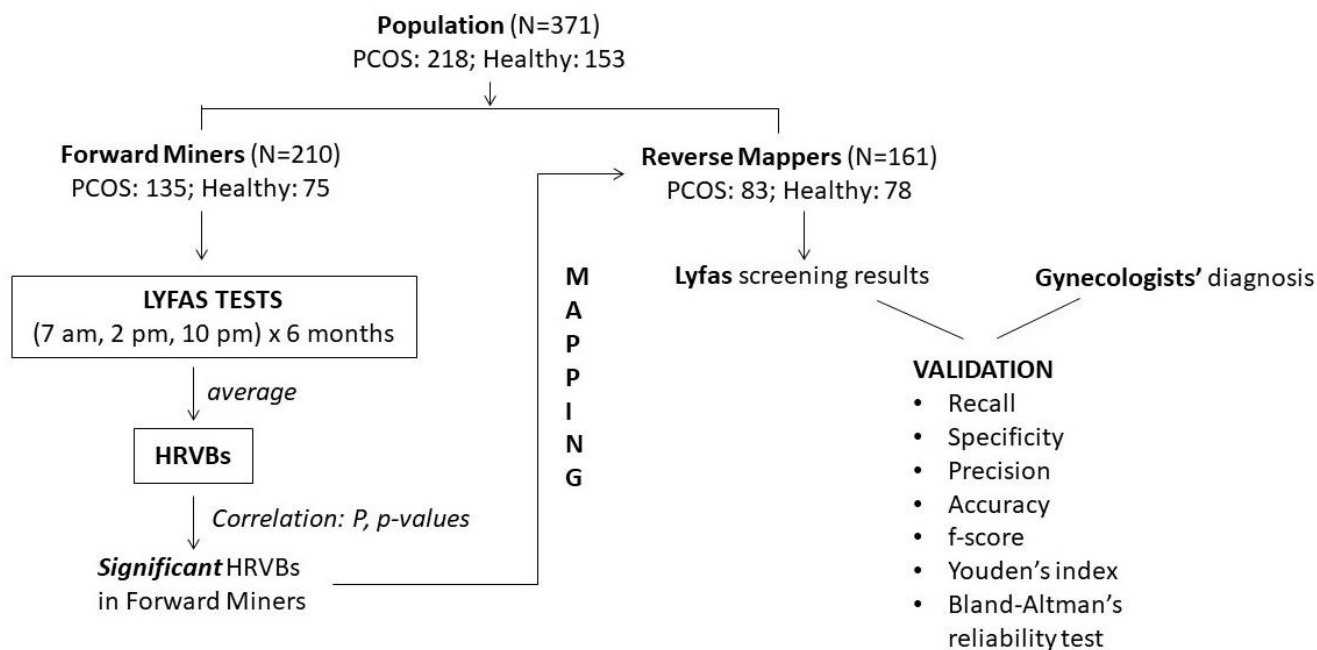 Population (N=371)
PCOS: 218; Healthy: 153
Forward Miners (N=210)
PCOS: 135; Healthy: 75
Reverse Mappers (N=161)
PCOS: 83; Healthy: 78
LYFAS TESTS
(7 am, 2 pm, 10 pm) x 6 months
average
HRVBs
Correlation: P, p-values
Significant HRVBs
in Forward Miners
M
A
P
P
I
N
G
Lyfas screening results
Gynecologists’ diagnosis
VALIDATION
• Recall
• Specificity
• Precision
• Accuracy
• f-score
• Youden’s index
• Bland-Altman’s
reliability test